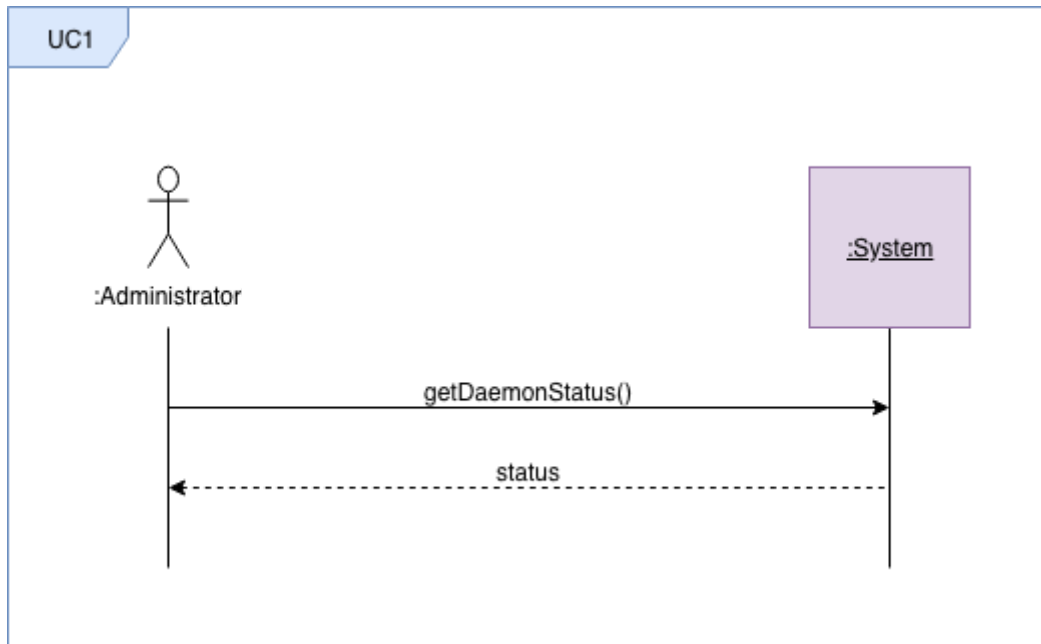 UC1
:Administrator
:System
getDaemonStatus()
status